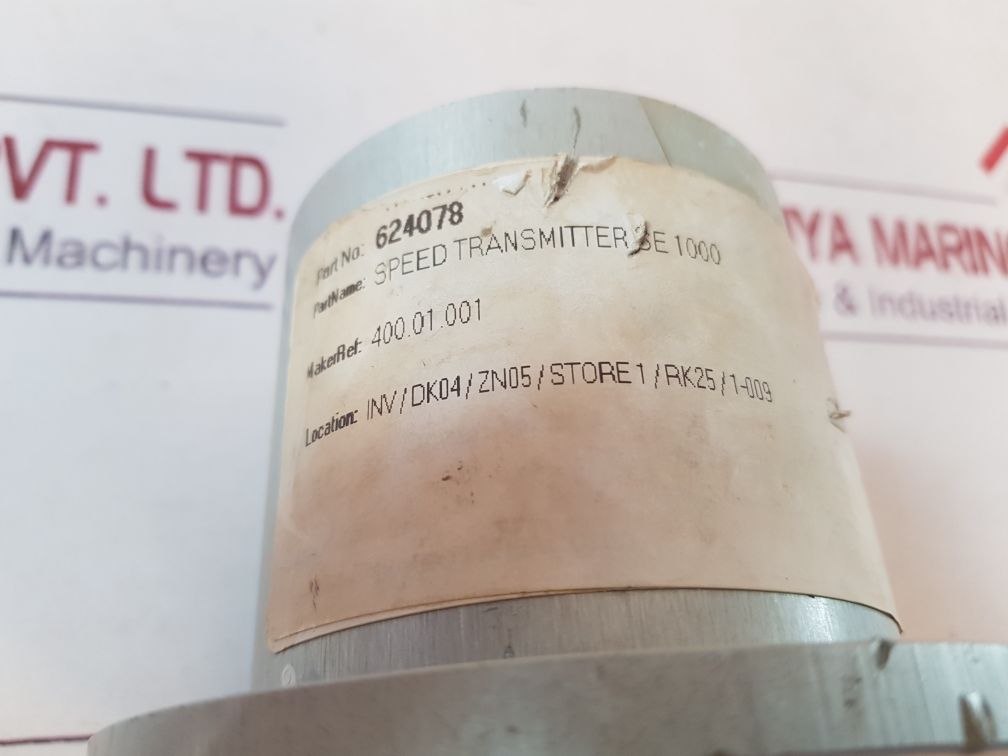 Part No: 624078
PartName: SPEED TRANSMITTER SE 1000
MakerRef: 400.01.001
Location: INV / DK04 / ZN05 / STORE 1 / RK25 / 1-009
PVT. LTD.
Machinery
YA MARIN
& Industrial